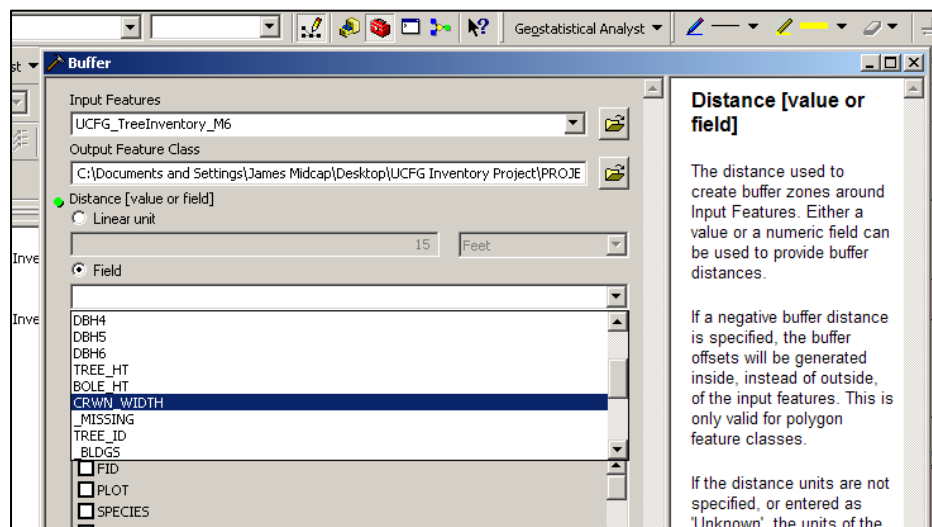 Geostatistical Analyst
st
Buffer
Input Features
UCFG_TreeInventory_M6
Output Feature Class
C:\Documents and Settings\James Midcap\Desktop\UCFG Inventory Project\PROJE
Distance [value or field]
Linear unit
15 Feet
Inve
Field
Inve
DBH4
DBH5
DBH6
TREE_HT
BOLE_HT
CRWN_WIDTH
_MISSING
TREE_ID
_BLDGS
FID
PLOT
SPECIES
Distance [value or
field]
The distance used to
create buffer zones around
Input Features. Either a
value or a numeric field can
be used to provide buffer
distances.
If a negative buffer distance
is specified, the buffer
offsets will be generated
inside, instead of outside,
of the input features. This is
only valid for polygon
feature classes.
If the distance units are not
specified, or entered as
'Unknown', the units of the